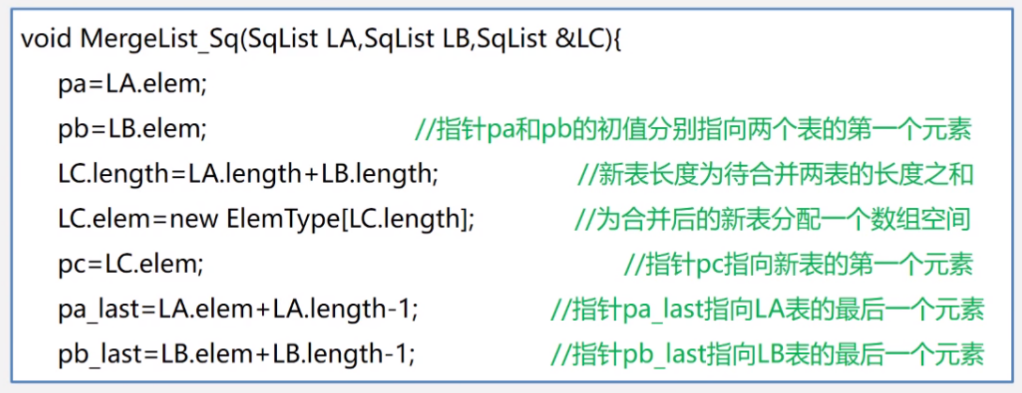 void MergeList_Sq(SqList LA,SqList LB,SqList &LC){
pa=LA.elem;
pb=LB.elem; //指针pa和pb的初值分别指向两个表的第一个元素
LC.length=LA.length+LB.length; //新表长度为待合并两表的长度之和
LC.elem=new ElemType[LC.length]; //为合并后的新表分配一个数组空间
pc=LC.elem; //指针pc指向新表的第一个元素
pa_last=LA.elem+LA.length-1; //指针pa_last指向LA表的最后一个元素
pb_last=LB.elem+LB.length-1; //指针pb_last指向LB表的最后一个元素